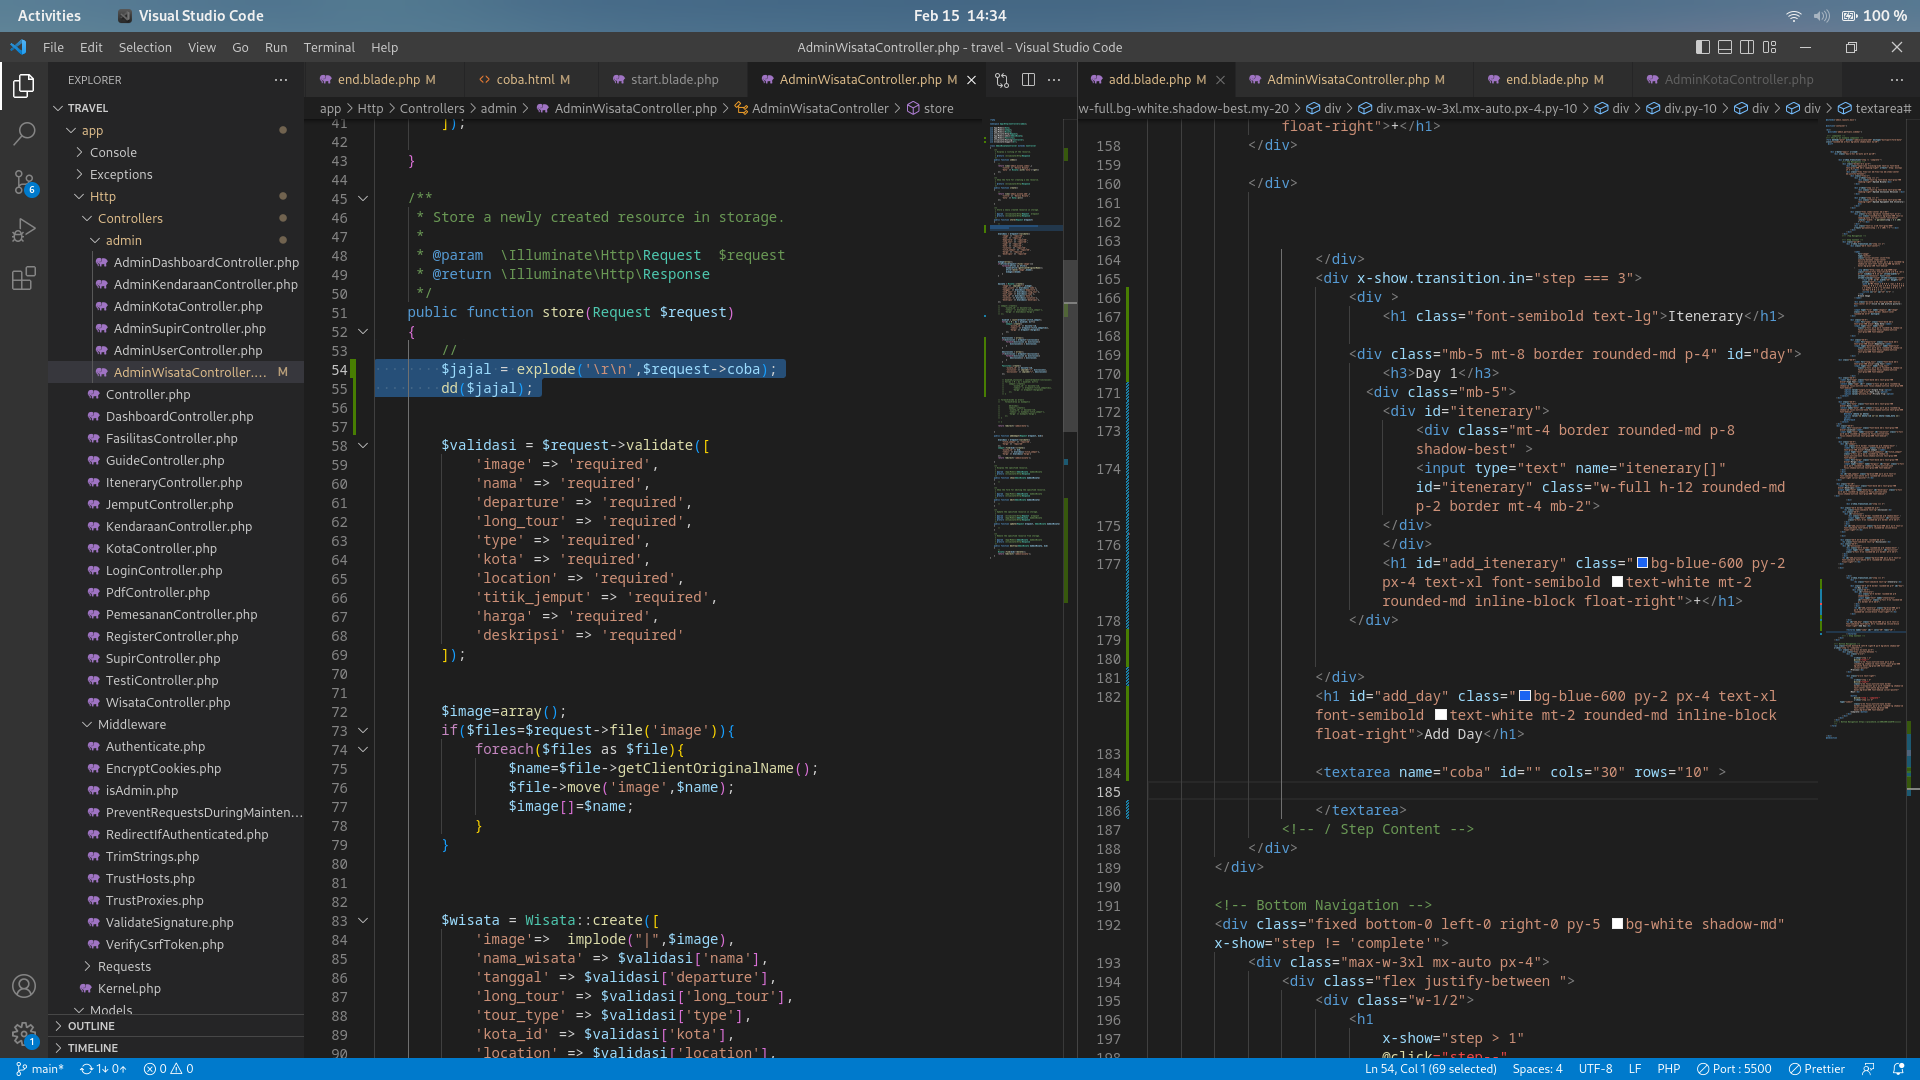 Activities
Visual Studio Code
Feb 15 14:34
100 %
File Edit Selection View Go Run Terminal Help
AdminWisataController.php - travel - Visual Studio Code
EXPLORER
TRAVEL
app
Console
Exceptions
Http
Controllers
admin
AdminDashboardController.php
AdminKendaraanController.php
AdminKotaController.php
AdminSupirController.php
AdminUserController.php
AdminWisataController.... M
Controller.php
DashboardController.php
FasilitasController.php
GuideController.php
IteneraryController.php
JemputController.php
KendaraanController.php
KotaController.php
LoginController.php
PdfController.php
PemesananController.php
RegisterController.php
SupirController.php
TestiController.php
WisataController.php
Middleware
Authenticate.php
EncryptCookies.php
isAdmin.php
PreventRequestsDuringMainten...
RedirectIfAuthenticated.php
TrimStrings.php
TrustHosts.php
TrustProxies.php
ValidateSignature.php
VerifyCsrfToken.php
Requests
Kernel.php
Models
OUTLINE
TIMELINE
6
1
end.blade.php M
coba.html M
start.blade.php
AdminWisataController.php M
app > Http > Controllers > admin > AdminWisataController.php > AdminWisataController > store
41 ]);
42
43 }
44
45 /**
46 * Store a newly created resource in storage.
47 *
48 * @param  \Illuminate\Http\Request  $request
49 * @return \Illuminate\Http\Response
50 */
51 public function store(Request $request)
52 {
53 //
54 $jajal = explode('\r\n',$request->coba);
55 dd($jajal);
56
57
58 $validasi = $request->validate([
59 'image' => 'required',
60 'nama' => 'required',
61 'departure' => 'required',
62 'long_tour' => 'required',
63 'type' => 'required',
64 'kota' => 'required',
65 'location' => 'required',
66 'titik_jemput' => 'required',
67 'harga' => 'required',
68 'deskripsi' => 'required'
69 ]);
70
71
72 $image=array();
73 if($files=$request->file('image')){
74 foreach($files as $file){
75 $name=$file->getClientOriginalName();
76 $file->move('image',$name);
77 $image[]=$name;
78 }
79 }
80
81
82
83 $wisata = Wisata::create([
84 'image'=>  implode("|",$image),
85 'nama_wisata' => $validasi['nama'],
86 'tanggal' => $validasi['departure'],
87 'long_tour' => $validasi['long_tour'],
88 'tour_type' => $validasi['type'],
89 'kota_id' => $validasi['kota'],
90 'location' => $validasi['location'],
add.blade.php M
AdminWisataController.php M
end.blade.php M
AdminKotaController.php
w-full.bg-white.shadow-best.my-20 > div > div.max-w-3xl.mx-auto.px-4.py-10 > div > div.py-10 > div > div > textarea#
float-right">+</h1>
158 </div>
159
160 </div>
161
162
163
164 </div>
165 <div x-show.transition.in="step === 3">
166 <div >
167 <h1 class="font-semibold text-lg">Itenerary</h1>
168
169 <div class="mb-5 mt-8 border rounded-md p-4" id="day">
170 <h3>Day 1</h3>
171 <div class="mb-5">
172 <div id="itenerary">
173 <div class="mt-4 border rounded-md p-8
shadow-best" >
174 <input type="text" name="itenerary[]"
id="itenerary" class="w-full h-12 rounded-md
p-2 border mt-4 mb-2">
175 </div>
176 </div>
177 <h1 id="add_itenerary" class="bg-blue-600 py-2
px-4 text-xl font-semibold text-white mt-2
rounded-md inline-block float-right">+</h1>
178 </div>
179
180
181 </div>
182 <h1 id="add_day" class="bg-blue-600 py-2 px-4 text-xl
font-semibold text-white mt-2 rounded-md inline-block
float-right">Add Day</h1>
183
184 <textarea name="coba" id="" cols="30" rows="10" >
185
186 </textarea>
187 <!-- / Step Content -->
188 </div>
189 </div>
190
191 <!-- Bottom Navigation -->
192 <div class="fixed bottom-0 left-0 right-0 py-5 bg-white shadow-md"
x-show="step != 'complete'">
193 <div class="max-w-3xl mx-auto px-4">
194 <div class="flex justify-between ">
195 <div class="w-1/2">
196 <h1
197 x-show="step > 1"
198 @click="step--"
main*
1↓ 0↑
0 0
Ln 54, Col 1 (69 selected)
Spaces: 4
UTF-8
LF
PHP
Port : 5500
Prettier